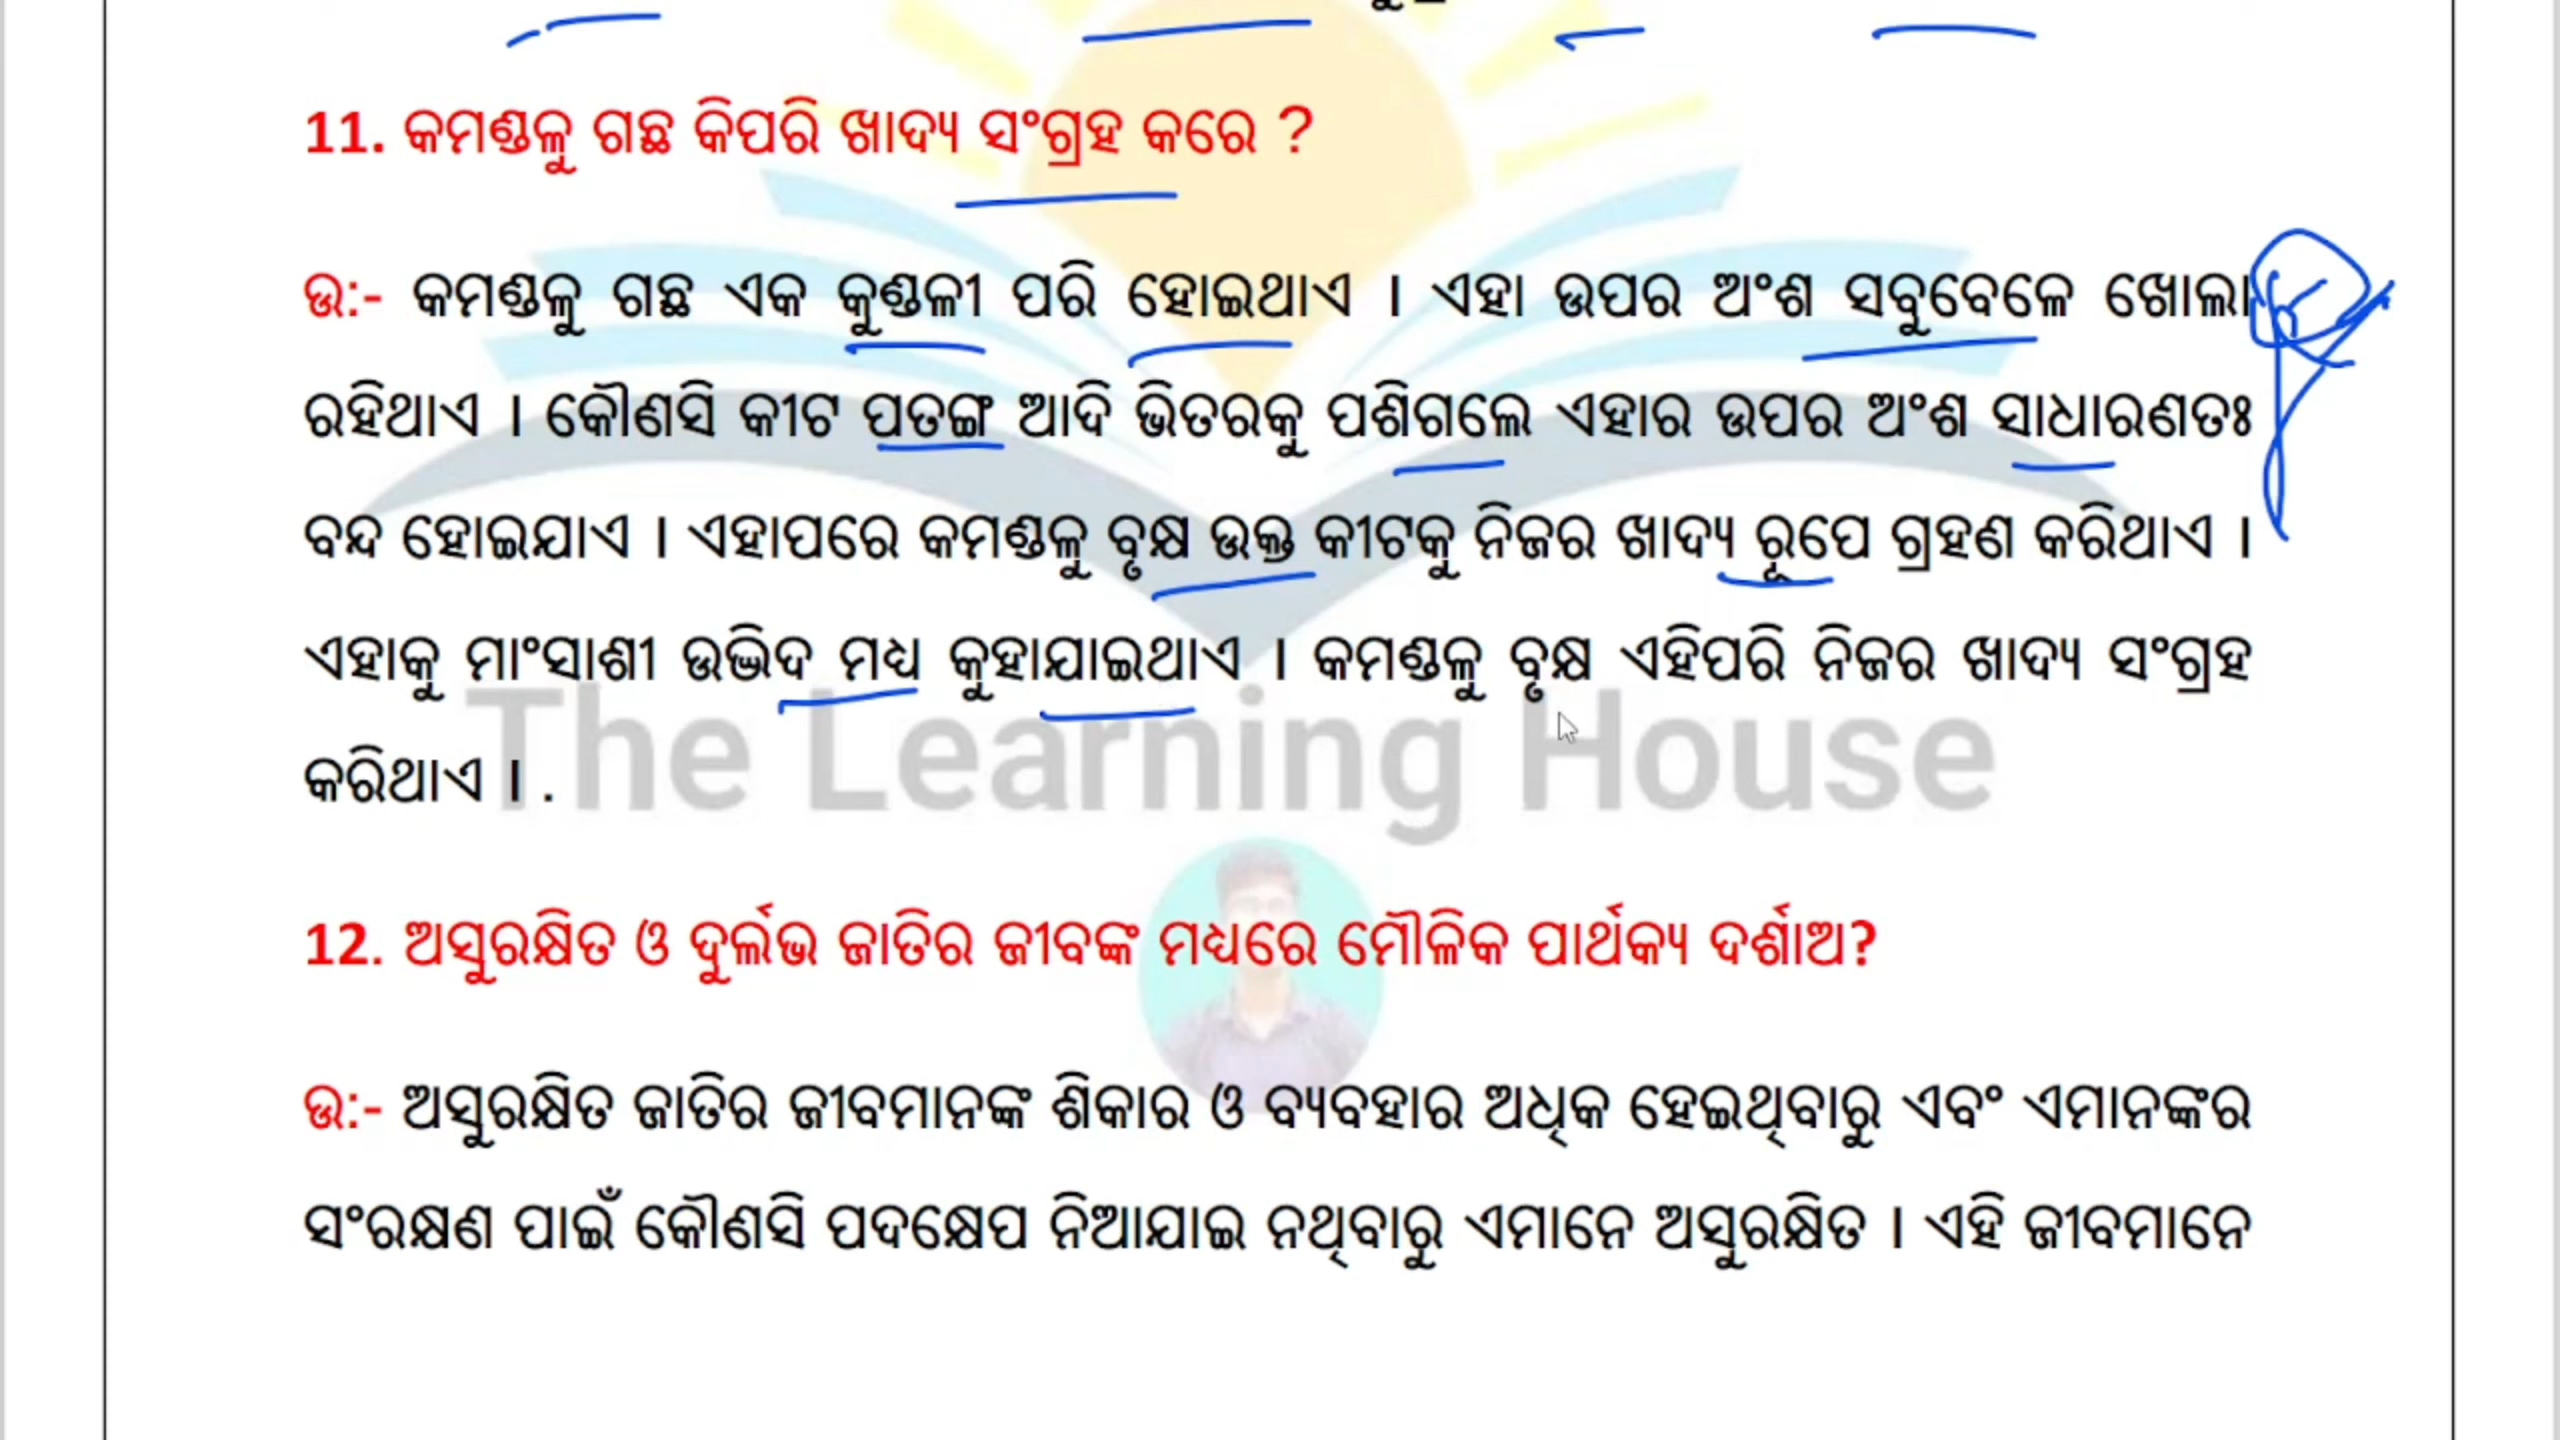 11. କମଣ୍ଡଳୁ ଗଛ କିପରି ଖାଦ୍ୟ ସଂଗ୍ରହ କରେ ?
ଉ:- କମଣ୍ଡଳୁ ଗଛ ଏକ କୁଣ୍ଡଳୀ ପରି ହୋଇଥାଏ । ଏହା ଉପର ଅଂଶ ସବୁବେଳେ ଖୋଲା
ରହିଥାଏ । କୌଣସି କୀଟ ପତଙ୍ଗ ଆଦି ଭିତରକୁ ପଶିଗଲେ ଏହାର ଉପର ଅଂଶ ସାଧାରଣତଃ
ବନ୍ଦ ହୋଇଯାଏ । ଏହାପରେ କମଣ୍ଡଳୁ ବୃକ୍ଷ ଉକ୍ତ କୀଟକୁ ନିଜର ଖାଦ୍ୟ ରୂପେ ଗ୍ରହଣ କରିଥାଏ ।
ଏହାକୁ ମାଂସାଶୀ ଉଦ୍ଭିଦ ମଧ୍ୟ କୁହାଯାଇଥାଏ । କମଣ୍ଡଳୁ ବୃକ୍ଷ ଏହିପରି ନିଜର ଖାଦ୍ୟ ସଂଗ୍ରହ
କରିଥାଏ । .
The Learning House
12. ଅସୁରକ୍ଷିତ ଓ ଦୁର୍ଲଭ ଜାତିର ଜୀବଙ୍କ ମଧ୍ୟରେ ମୌଳିକ ପାର୍ଥକ୍ୟ ଦର୍ଶାଅ?
ଉ:- ଅସୁରକ୍ଷିତ ଜାତିର ଜୀବମାନଙ୍କ ଶିକାର ଓ ବ୍ୟବହାର ଅଧିକ ହେଇଥିବାରୁ ଏବଂ ଏମାନଙ୍କର
ସଂରକ୍ଷଣ ପାଇଁ କୌଣସି ପଦକ୍ଷେପ ନିଆଯାଇ ନଥିବାରୁ ଏମାନେ ଅସୁରକ୍ଷିତ । ଏହି ଜୀବମାନେ